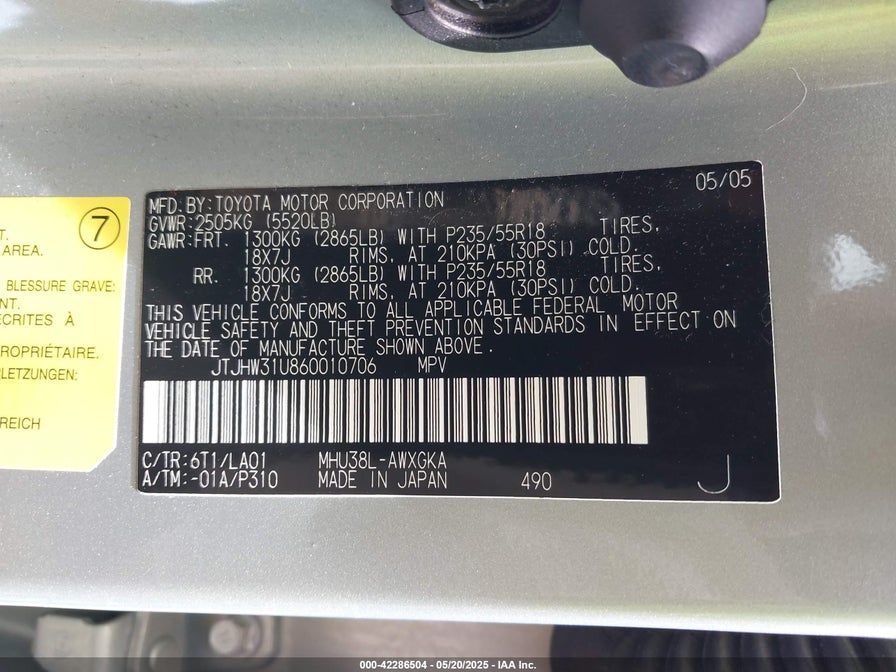 7
T.
AREA.
BLESSURE GRAVE:
NT.
ÉCRITES À
PROPRIÉTAIRE.
RLETZUNGEN:
REICH
05/05
MFD. BY: TOYOTA MOTOR CORPORATION
GVWR: 2505KG (5520LB)
GAWR: FRT. 1300KG (2865LB) WITH P235/55R18 TIRES,
18X7J RIMS, AT 210KPA (30PSI) COLD.
RR. 1300KG (2865LB) WITH P235/55R18 TIRES,
18X7J RIMS, AT 210KPA (30PSI) COLD.
THIS VEHICLE CONFORMS TO ALL APPLICABLE FEDERAL MOTOR
VEHICLE SAFETY AND THEFT PREVENTION STANDARDS IN EFFECT ON
THE DATE OF MANUFACTURE SHOWN ABOVE.
JTJHW31U860010706 MPV
C/TR: 6T1/LA01 MHU38L-AWXGKA
A/TM: -01A/P310 MADE IN JAPAN 490 J
000-42286504 - 05/20/2025 - IAA Inc.